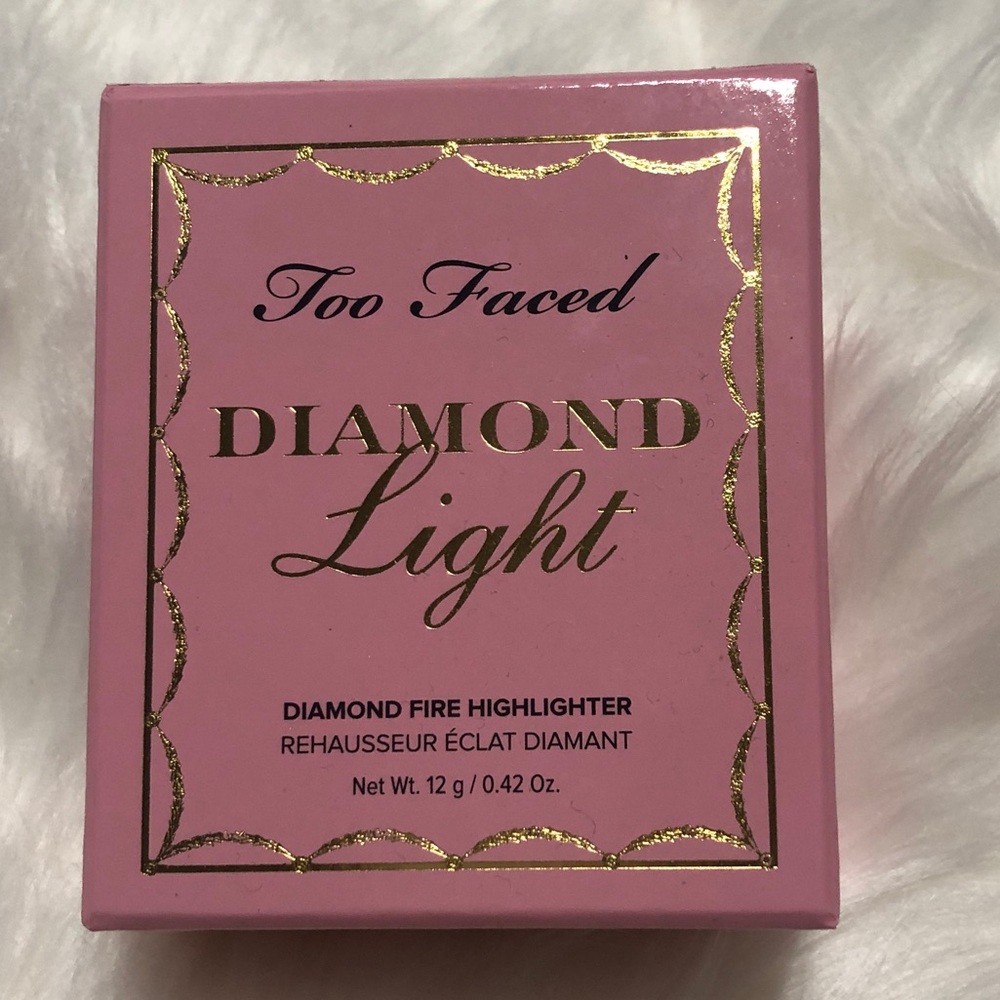 Too Faced
DIAMOND
Light
DIAMOND FIRE HIGHLIGHTER
REHAUSSEUR ÉCLAT DIAMANT
Net Wt. 12 g / 0.42 Oz.